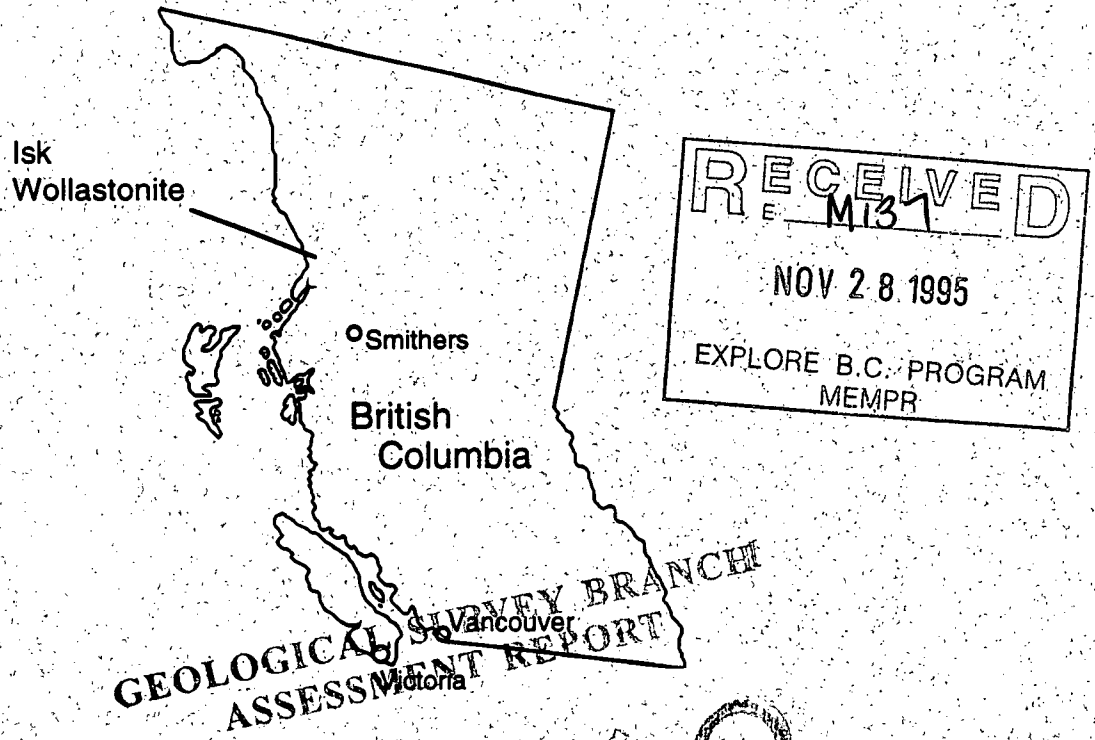 Isk
Wollastonite
RECEIVED
E M137
NOV 28 1995
EXPLORE B.C. PROGRAM
MEMPR
Smithers
British
Columbia
Vancouver
Victoria
GEOLOGICAL SURVEY BRANCH
ASSESSMENT REPORT